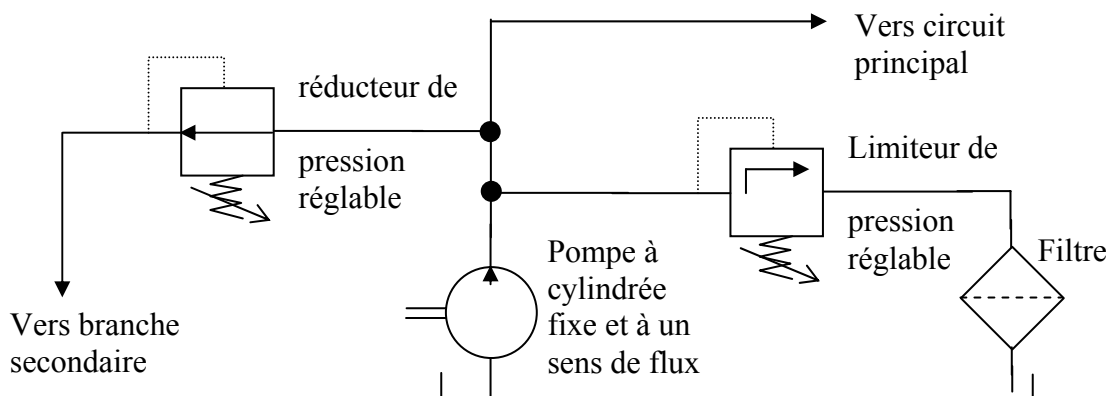 Vers circuit
principal
réducteur de
pression
réglable
Limiteur de
pression
réglable
Filtre
Pompe à
cylindrée
fixe et à un
sens de flux
Vers branche
secondaire